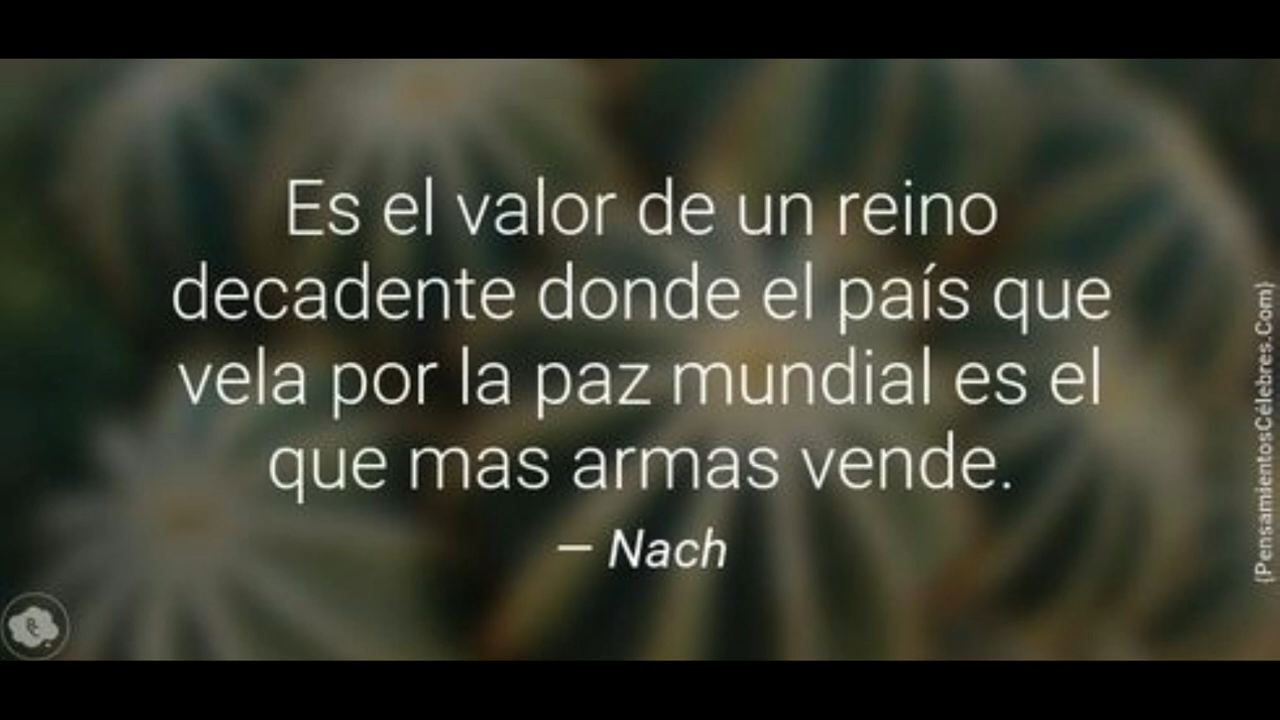 Es el valor de un reino
decadente donde el país que
vela por la paz mundial es el
que mas armas vende.
— Nach
{PensamientosCélebres.Com}